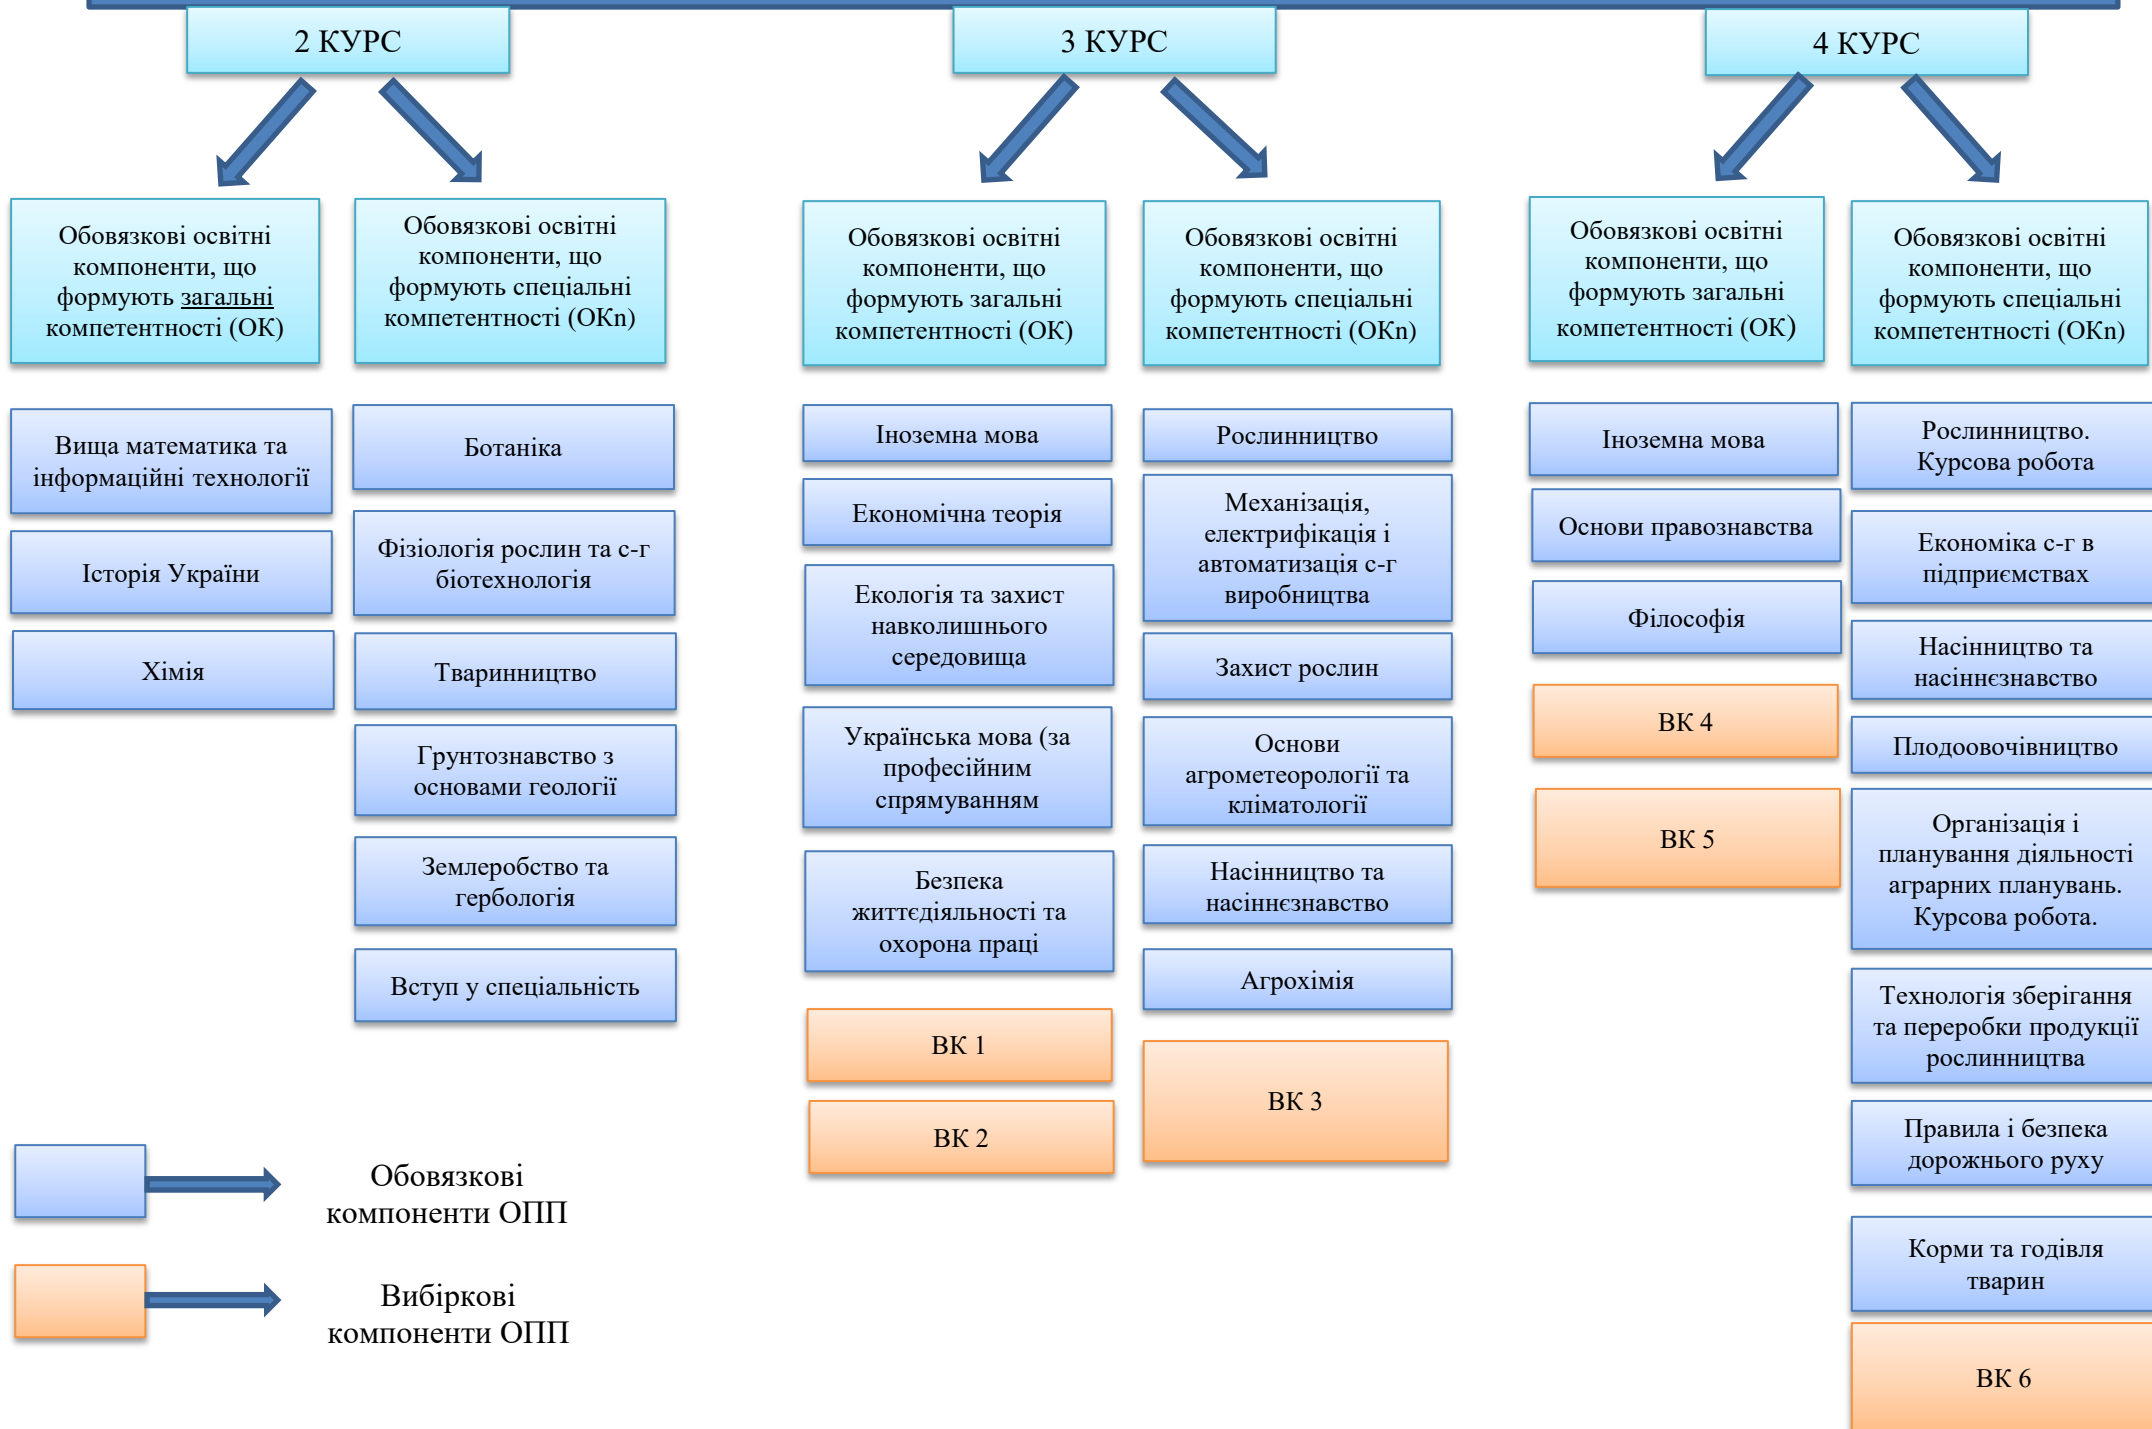 2 КУРС
3 КУРС
4 КУРС
Обовязкові освітні
компоненти, що
формують загальні
компетентності (ОК)
Обовязкові освітні
компоненти, що
формують спеціальні
компетентності (ОКn)
Обовязкові освітні
компоненти, що
формують загальні
компетентності (ОК)
Обовязкові освітні
компоненти, що
формують спеціальні
компетентності (ОКn)
Обовязкові освітні
компоненти, що
формують загальні
компетентності (ОК)
Обовязкові освітні
компоненти, що
формують спеціальні
компетентності (ОКn)
Вища математика та
інформаційні технології
Історія України
Хімія
Ботаніка
Фізіологія рослин та с-г
біотехнологія
Тваринництво
Грунтознавство з
основами геології
Землеробство та
гербологія
Вступ у спеціальність
Іноземна мова
Економічна теорія
Екологія та захист
навколишнього
середовища
Українська мова (за
професійним
спрямуванням
Безпека
життєдіяльності та
охорона праці
ВК 1
ВК 2
Рослинництво
Механізація,
електрифікація і
автоматизація с-г
виробництва
Захист рослин
Основи
агрометеорології та
кліматології
Насінництво та
насіннєзнавство
Агрохімія
ВК 3
Іноземна мова
Основи правознавства
Філософія
ВК 4
ВК 5
Рослинництво.
Курсова робота
Економіка с-г в
підприємствах
Насінництво та
насіннєзнавство
Плодоовочівництво
Організація і
планування діяльності
аграрних планувань.
Курсова робота.
Технологія зберігання
та переробки продукції
рослинництва
Правила і безпека
дорожнього руху
Корми та годівля
тварин
ВК 6
Обовязкові
компоненти ОПП
Вибіркові
компоненти ОПП